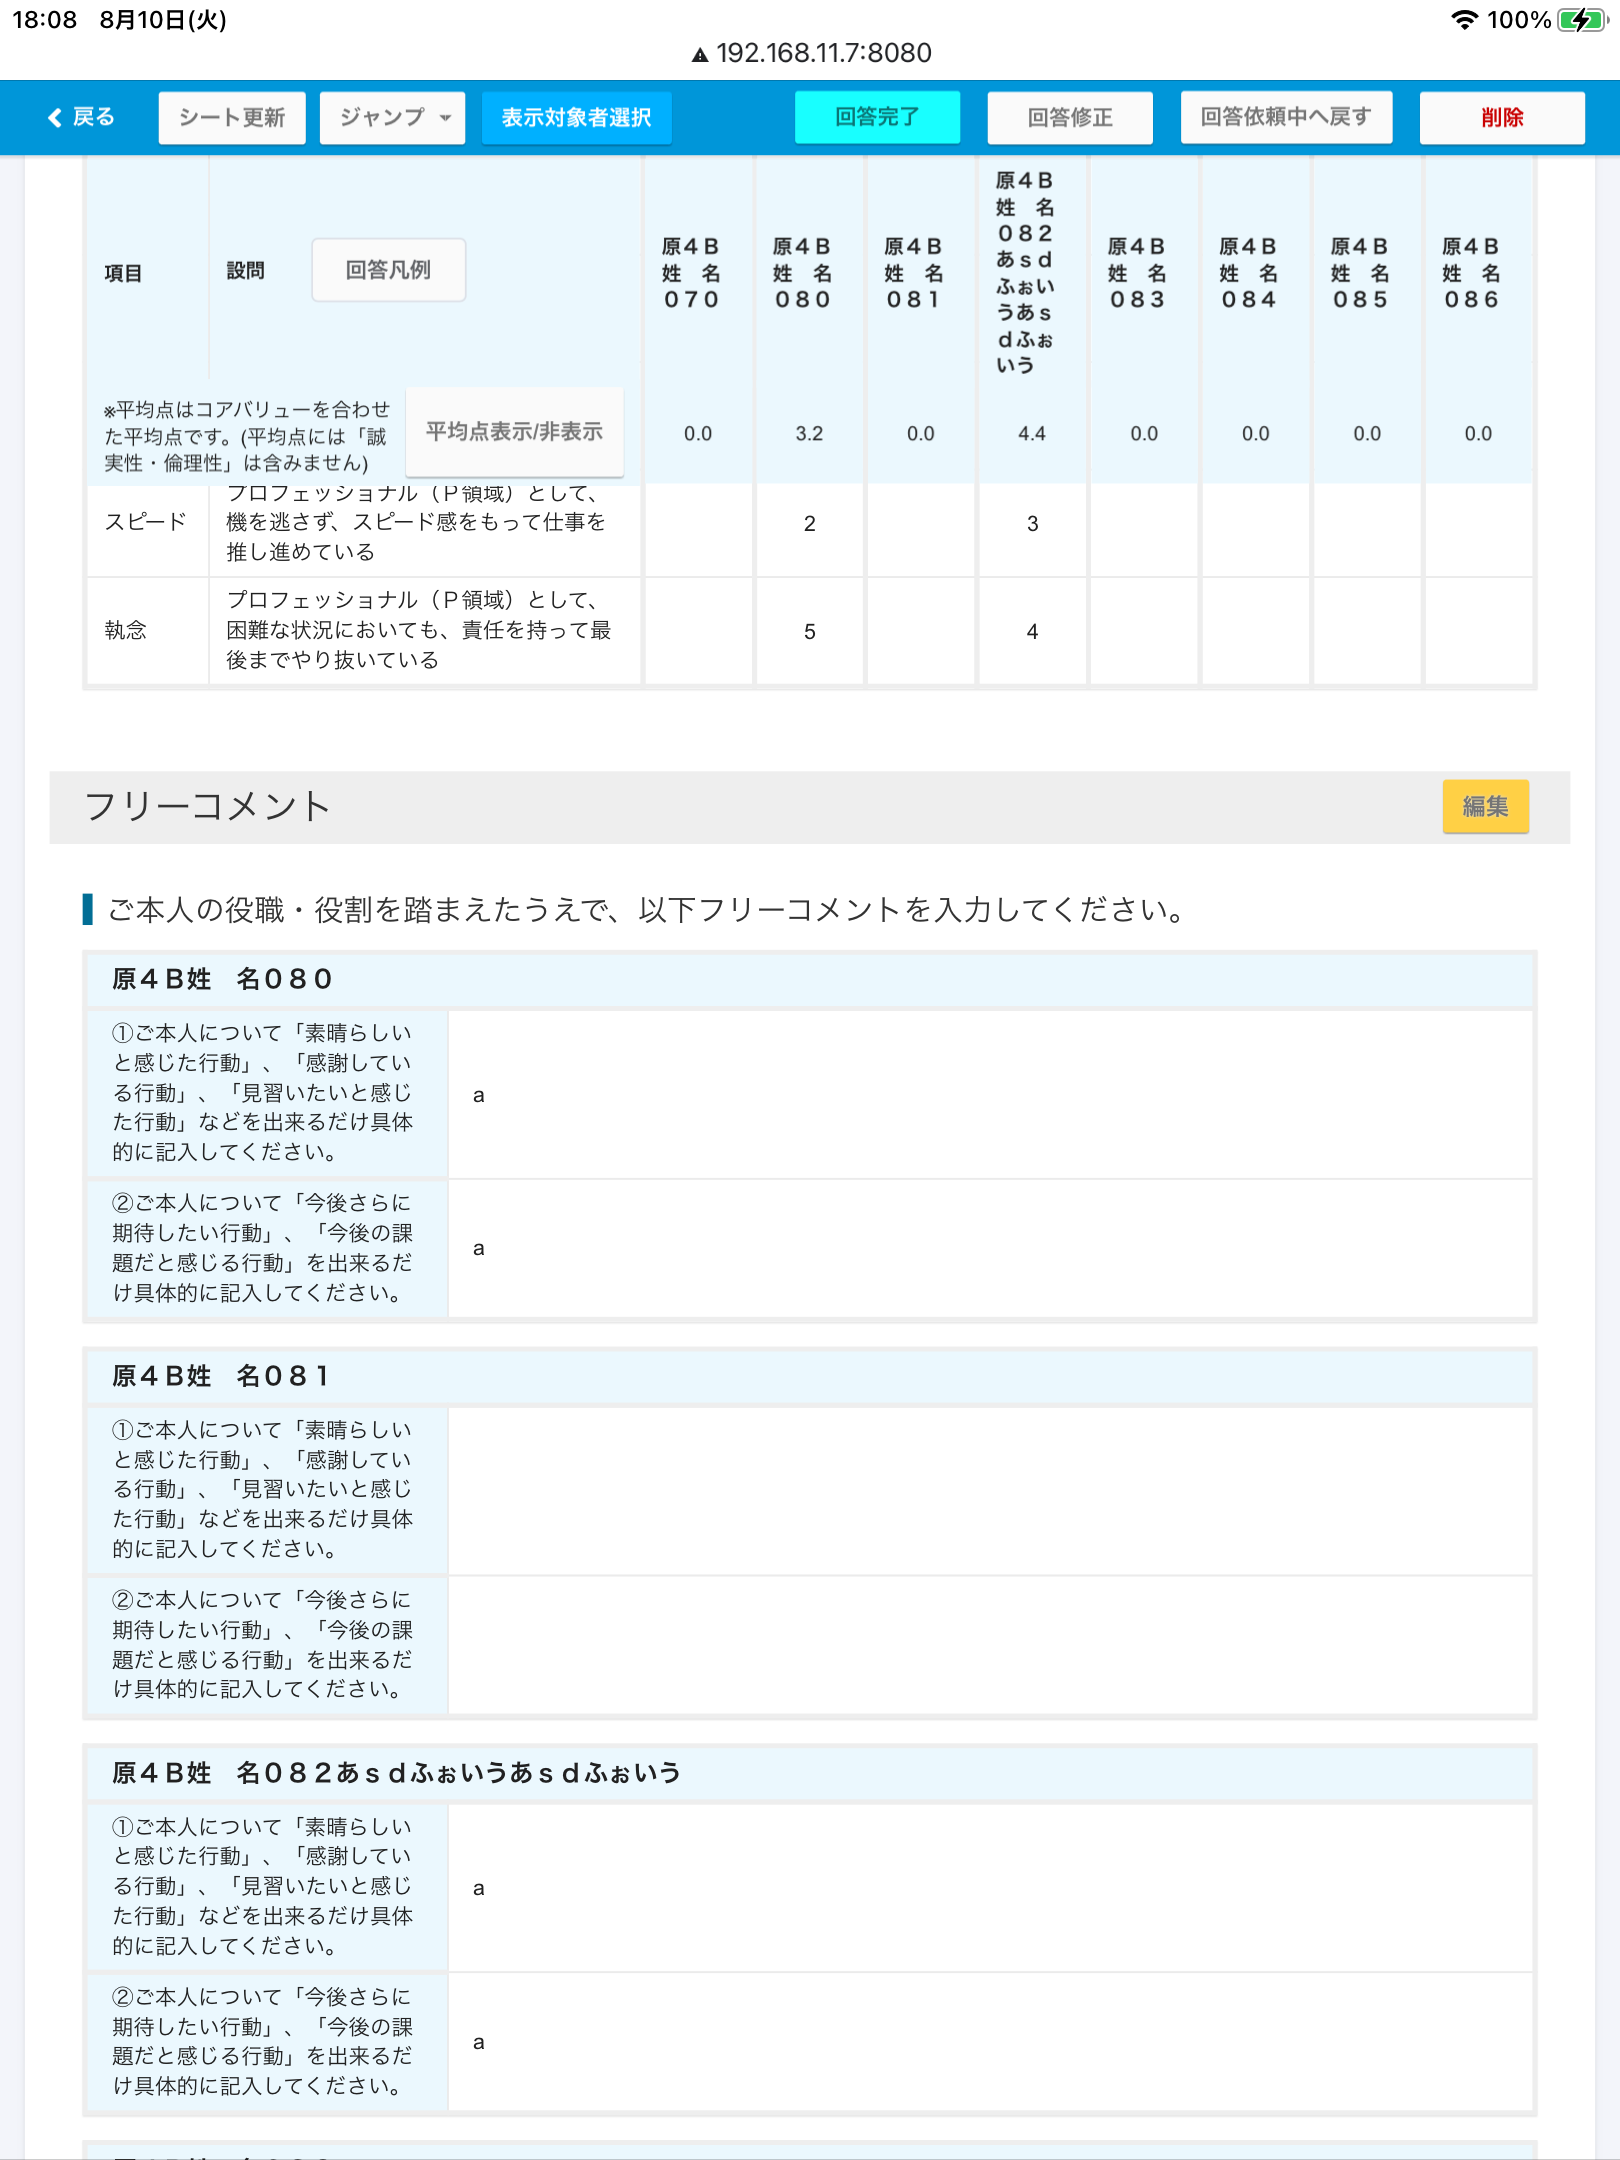 18:08 8月10日(火) 100%
192.168.11.7:8080
戻る シート更新 ジャンプ 表示対象者選択 回答完了 回答修正 回答依頼中へ戻す 削除
項目 設問 回答凡例
原４Ｂ
姓　名
０７０
原４Ｂ
姓　名
０８０
原４Ｂ
姓　名
０８１
原４Ｂ
姓　名
０８２
あｓｄ
ふぉい
うあｓ
ｄふぉ
いう
原４Ｂ
姓　名
０８３
原４Ｂ
姓　名
０８４
原４Ｂ
姓　名
０８５
原４Ｂ
姓　名
０８６
※平均点はコアバリューを合わせ
た平均点です。(平均点には「誠
実性・倫理性」は含みません)
平均点表示/非表示
0.0 3.2 0.0 4.4 0.0 0.0 0.0 0.0
スピード
プロフェッショナル（Ｐ領域）として、
機を逃さず、スピード感をもって仕事を
推し進めている
2 3
執念
プロフェッショナル（Ｐ領域）として、
困難な状況においても、責任を持って最
後までやり抜いている
5 4
フリーコメント 編集
ご本人の役職・役割を踏まえたうえで、以下フリーコメントを入力してください。
原４Ｂ姓　名０８０
①ご本人について「素晴らしい
と感じた行動」、「感謝してい
る行動」、「見習いたいと感じ
た行動」などを出来るだけ具体
的に記入してください。
a
②ご本人について「今後さらに
期待したい行動」、「今後の課
題だと感じる行動」を出来るだ
け具体的に記入してください。
a
原４Ｂ姓　名０８１
①ご本人について「素晴らしい
と感じた行動」、「感謝してい
る行動」、「見習いたいと感じ
た行動」などを出来るだけ具体
的に記入してください。
②ご本人について「今後さらに
期待したい行動」、「今後の課
題だと感じる行動」を出来るだ
け具体的に記入してください。
原４Ｂ姓　名０８２あｓｄふぉいうあｓｄふぉいう
①ご本人について「素晴らしい
と感じた行動」、「感謝してい
る行動」、「見習いたいと感じ
た行動」などを出来るだけ具体
的に記入してください。
a
②ご本人について「今後さらに
期待したい行動」、「今後の課
題だと感じる行動」を出来るだ
け具体的に記入してください。
a